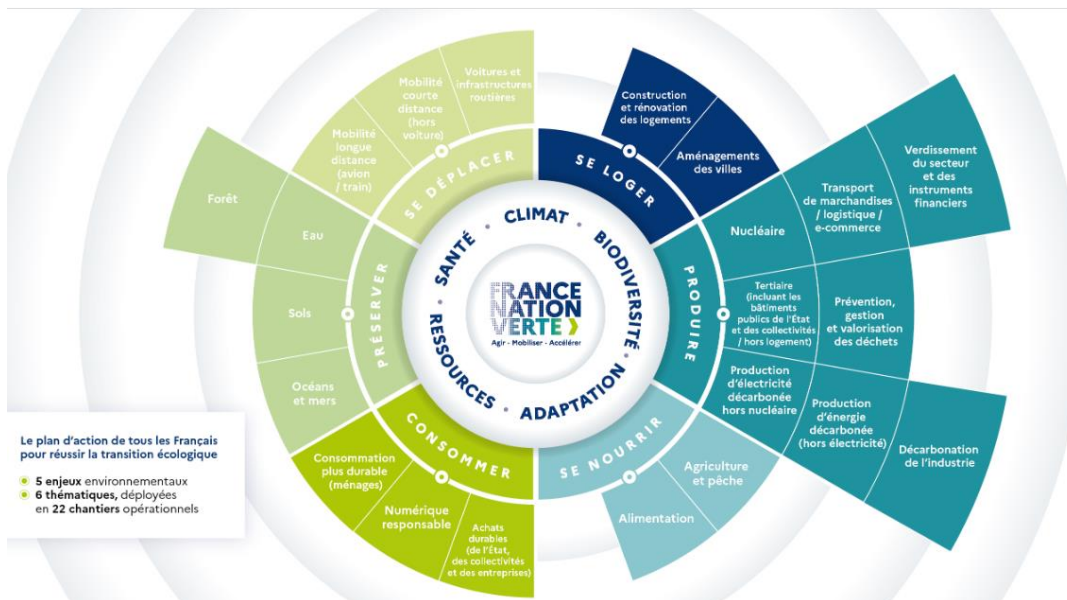 Voitures et
infrastructures
routières
Mobilité
courte
distance
(hors
voiture)
Mobilité
longue
distance
(avion /
train)
SE DÉPLACER
Construction
et rénovation
des logements
Aménagements
des villes
SE LOGER
Verdissement
du secteur
et des
instruments
financiers
Transport
de marchandises
/ logistique /
e-commerce
Nucléaire
Tertiaire
(incluant les
bâtiments
publics de l'État
et des collectivités
/ hors logement)
Prévention,
gestion
et valorisation
des déchets
Production
d'électricité
décarbonée
hors nucléaire
Production
d'énergie
décarbonée
(hors électricité)
Décarbonation
de l'industrie
PRODUIRE
Agriculture
et pêche
Alimentation
SE NOURRIR
Achats
durables
(de l'État,
des collectivités
et des entreprises)
Numérique
responsable
Consommation
plus durable
(ménages)
CONSOMMER
Océans
et mers
Sols
Eau
Forêt
PRÉSERVER
SANTÉ • CLIMAT • BIODIVERSITÉ • ADAPTATION • RESSOURCES •
FRANCE
NATION
VERTE
Agir - Mobiliser - Accélérer
Le plan d'action de tous les Français
pour réussir la transition écologique
5 enjeux environnementaux
6 thématiques, déployées
en 22 chantiers opérationnels